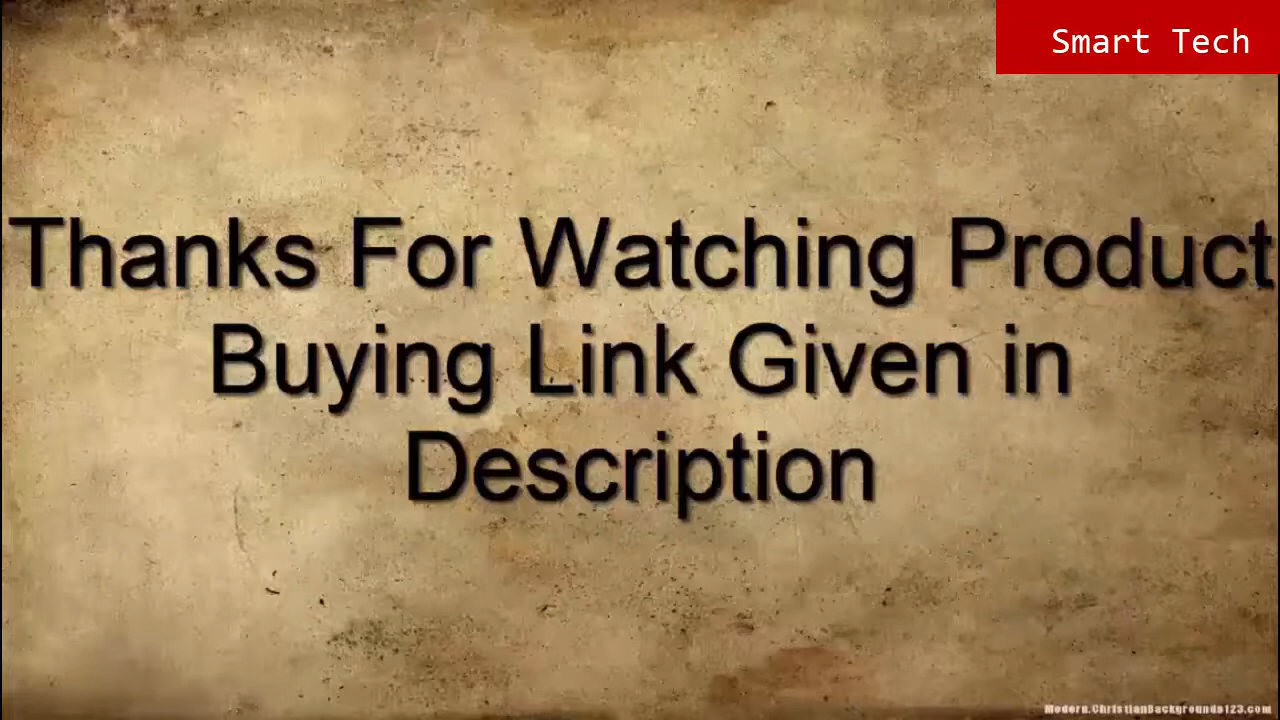 Smart Tech
Thanks For Watching Product
Buying Link Given in
Description
Modern.ChristianBackgrounds123.com